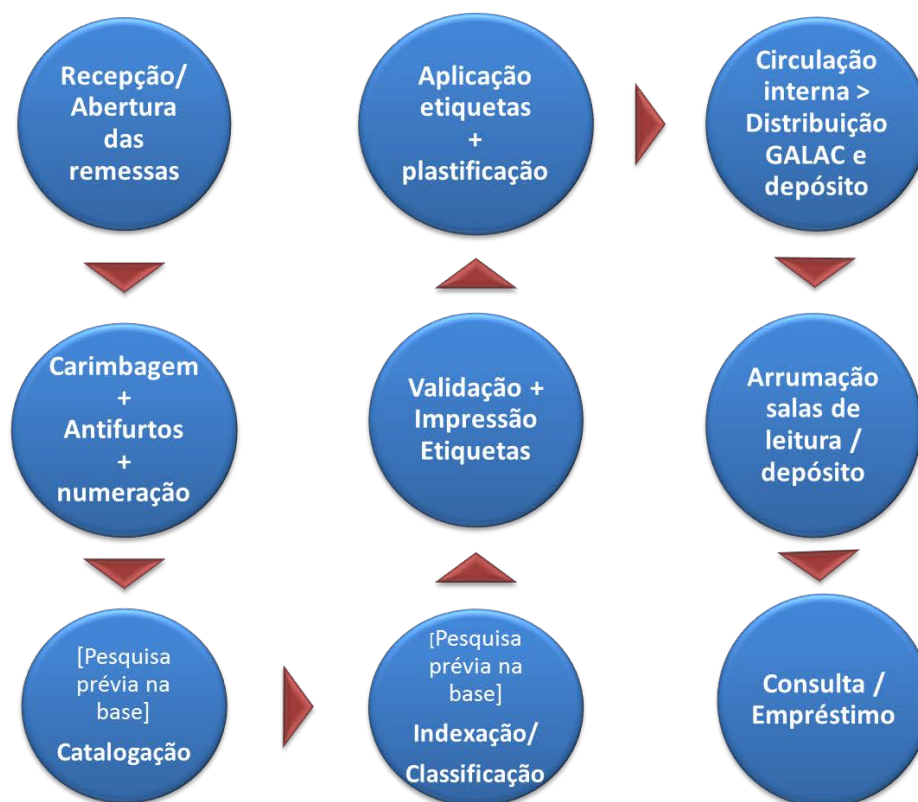 Recepção/
Abertura
das
remessas
Carimbagem
+
Antifurtos
+
numeração
[Pesquisa
prévia na
base]
Catalogação
[Pesquisa
prévia na
base]
Indexação/
Classificação
Validação +
Impressão
Etiquetas
Aplicação
etiquetas
+
plastificação
Circulação
interna >
Distribuição
GALAC e
depósito
Arrumação
salas de
leitura /
depósito
Consulta /
Empréstimo